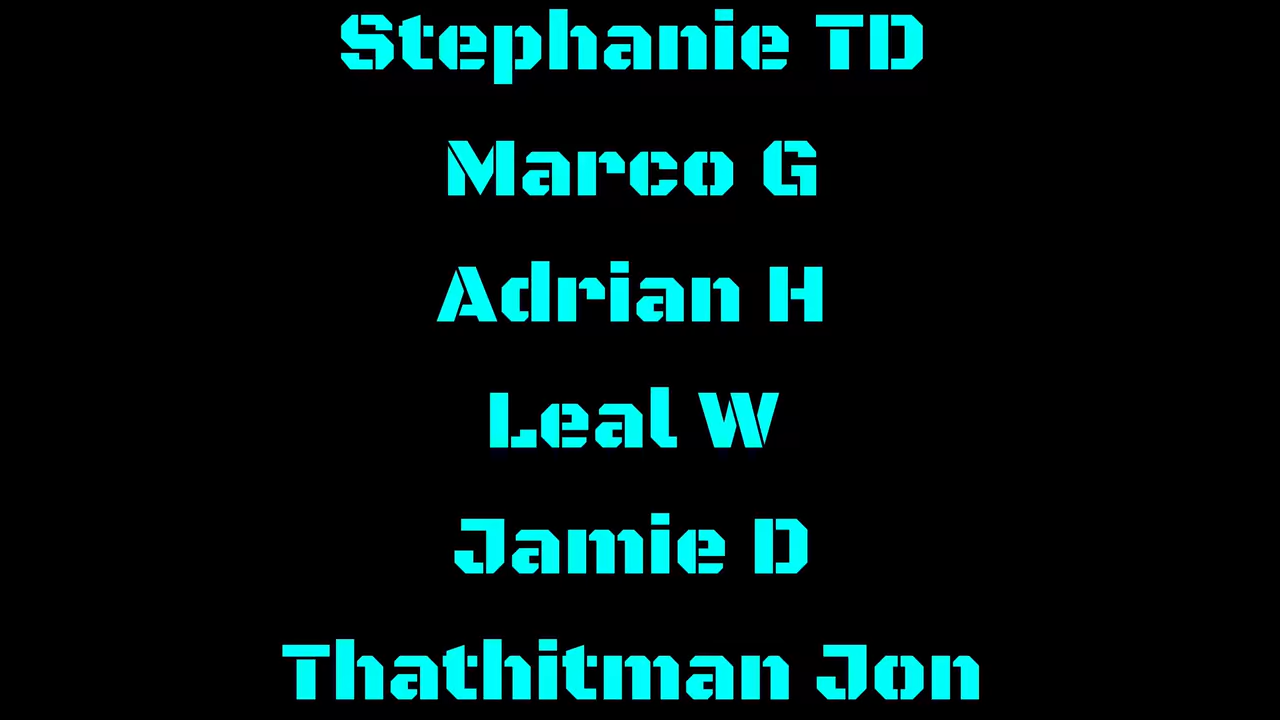 Stephanie TD
Marco G
Adrian H
Leal W
Jamie D
Thathitman Jon